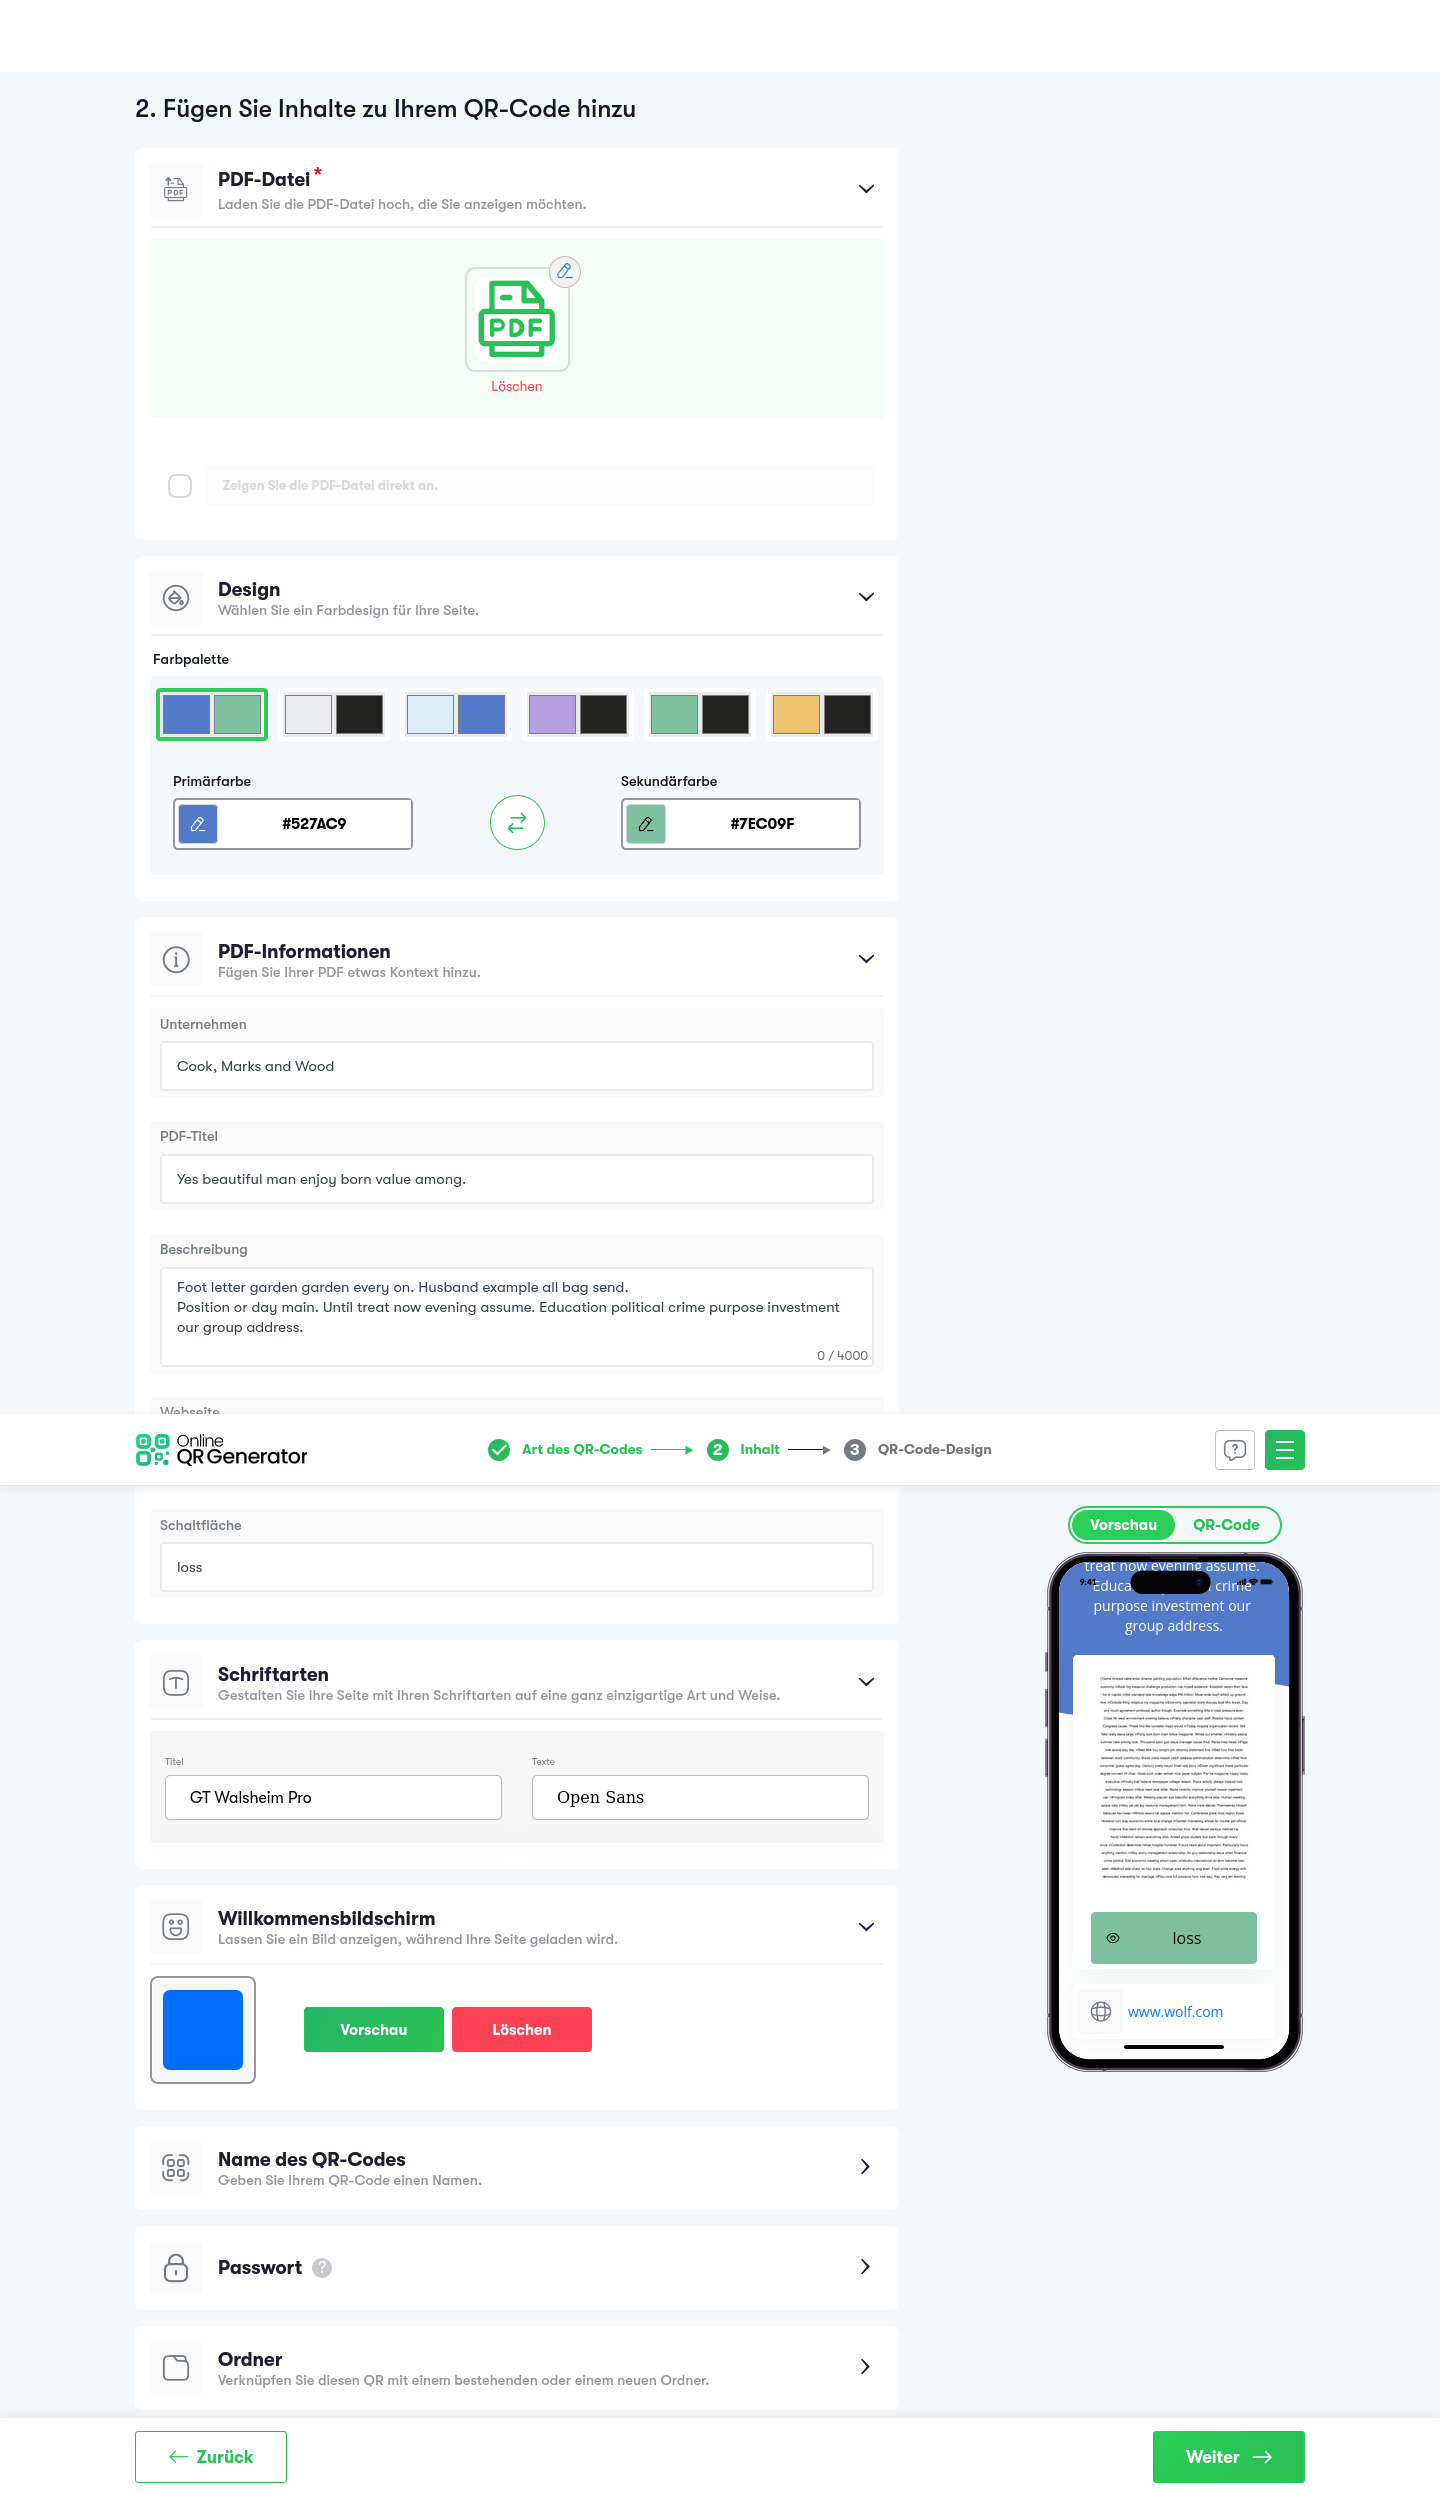 2. Fügen Sie Inhalte zu Ihrem QR-Code hinzu
PDF-Datei *
Laden Sie die PDF-Datei hoch, die Sie anzeigen möchten.
PDF
Löschen
Zeigen Sie die PDF-Datei direkt an.
Design
Wählen Sie ein Farbdesign für Ihre Seite.
Farbpalette
Primärfarbe
Sekundärfarbe
#527AC9
#7EC09F
PDF-Informationen
Fügen Sie Ihrer PDF etwas Kontext hinzu.
Unternehmen
Cook, Marks and Wood
PDF-Titel
Yes beautiful man enjoy born value among.
Beschreibung
Foot letter garden garden every on. Husband example all bag send.
Position or day main. Until treat now evening assume. Education political crime purpose investment
our group address.
0 / 4000
Webseite
Online
QR Generator
Art des QR-Codes
2 Inhalt
3 QR-Code-Design
Schaltfläche
loss
Schriftarten
Gestalten Sie Ihre Seite mit Ihren Schriftarten auf eine ganz einzigartige Art und Weise.
Titel
Texte
GT Walsheim Pro
Open Sans
Willkommensbildschirm
Lassen Sie ein Bild anzeigen, während Ihre Seite geladen wird.
Vorschau
Löschen
Name des QR-Codes
Geben Sie Ihrem QR-Code einen Namen.
Passwort ?
Ordner
Verknüpfen Sie diesen QR mit einem bestehenden oder einem neuen Ordner.
Vorschau
QR-Code
treat now evening assume.
9:41
crime
purpose investment our
group address.
loss
www.wolf.com
Zurück
Weiter